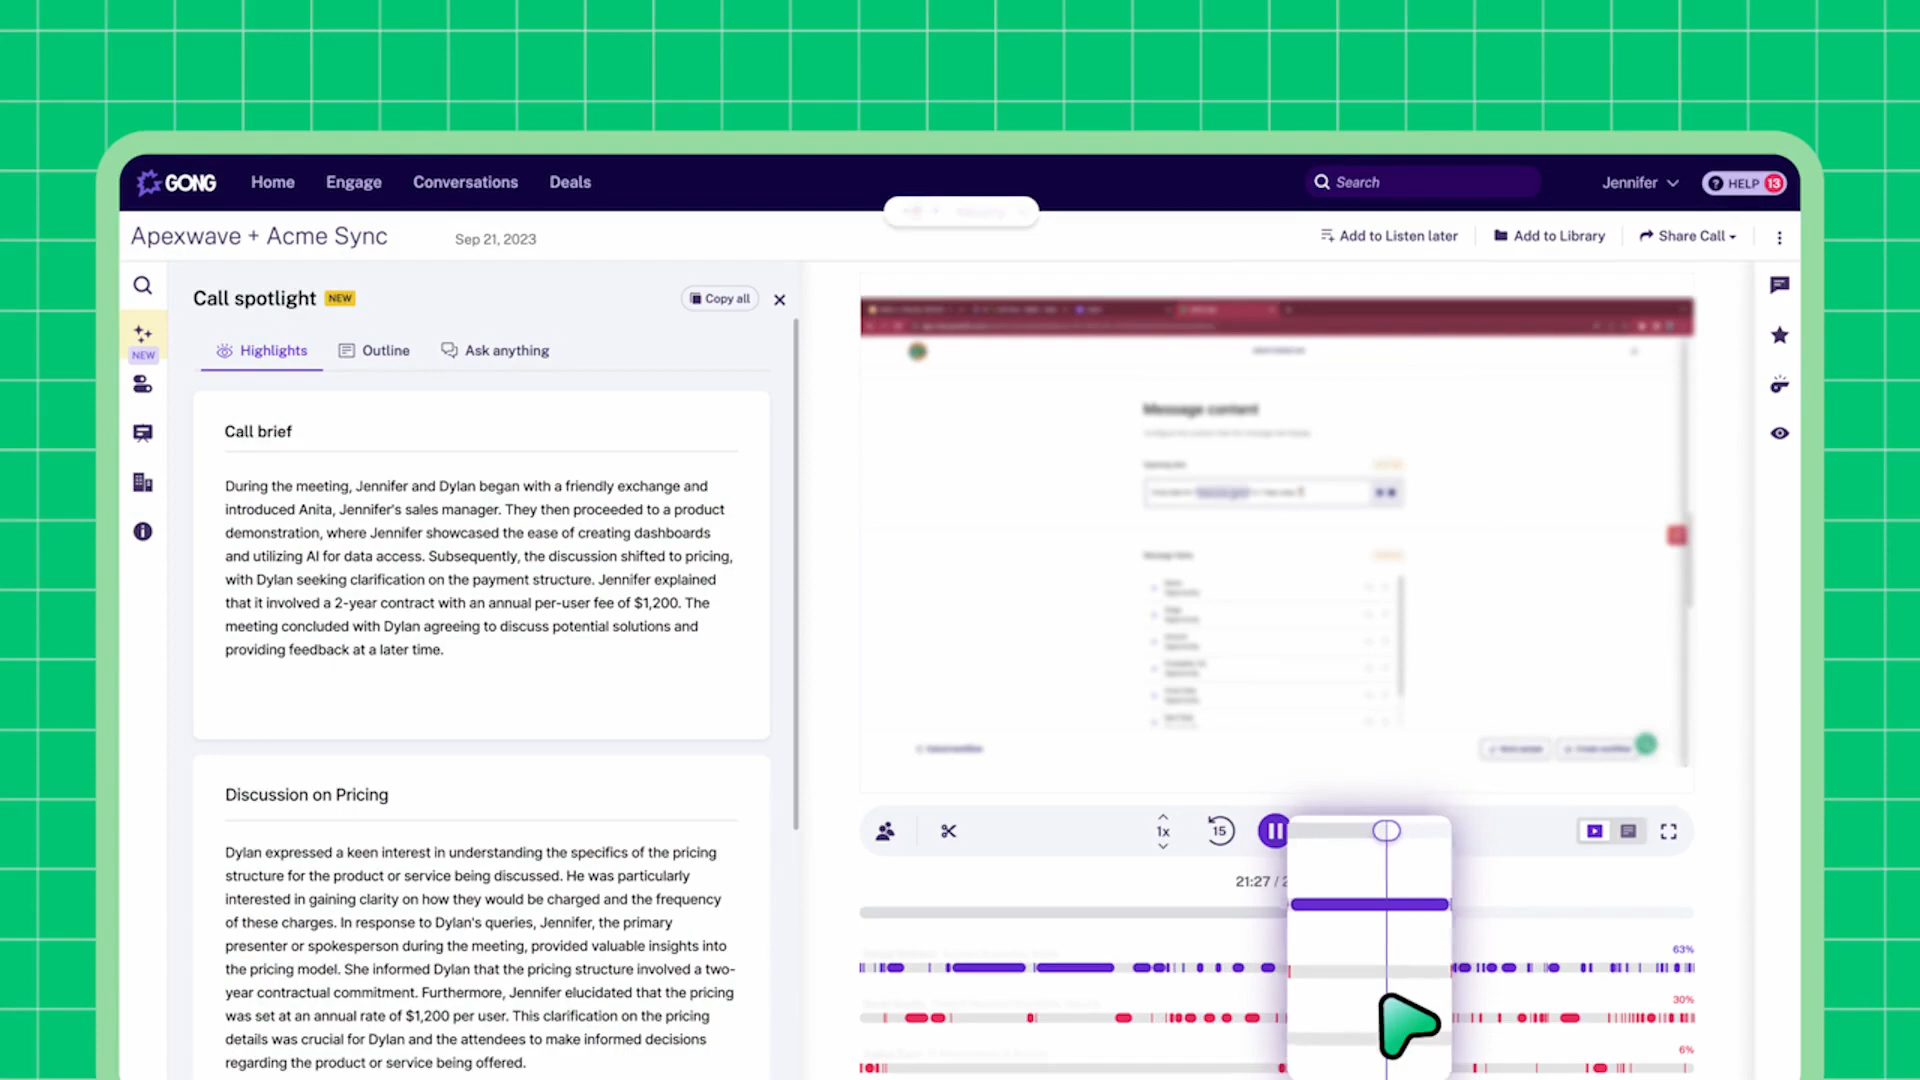 GONG
Home
Engage
Conversations
Deals
Search
Jennifer
? HELP 13
Apexwave + Acme Sync
Sep 21, 2023
Add to Listen later
Add to Library
Share Call
Call spotlight NEW
Copy all
NEW
Highlights
Outline
Ask anything
Call brief
During the meeting, Jennifer and Dylan began with a friendly exchange and
introduced Anita, Jennifer's sales manager. They then proceeded to a product
demonstration, where Jennifer showcased the ease of creating dashboards
and utilizing AI for data access. Subsequently, the discussion shifted to pricing,
with Dylan seeking clarification on the payment structure. Jennifer explained
that it involved a 2-year contract with an annual per-user fee of $1,200. The
meeting concluded with Dylan agreeing to discuss potential solutions and
providing feedback at a later time.
Discussion on Pricing
Dylan expressed a keen interest in understanding the specifics of the pricing
structure for the product or service being discussed. He was particularly
interested in gaining clarity on how they would be charged and the frequency
of these charges. In response to Dylan's queries, Jennifer, the primary
presenter or spokesperson during the meeting, provided valuable insights into
the pricing model. She informed Dylan that the pricing structure involved a two-
year contractual commitment. Furthermore, Jennifer elucidated that the pricing
was set at an annual rate of $1,200 per user. This clarification on the pricing
details was crucial for Dylan and the attendees to make informed decisions
regarding the product or service being offered.
Message content
1x
15
21:27 / 2
63%
30%
6%